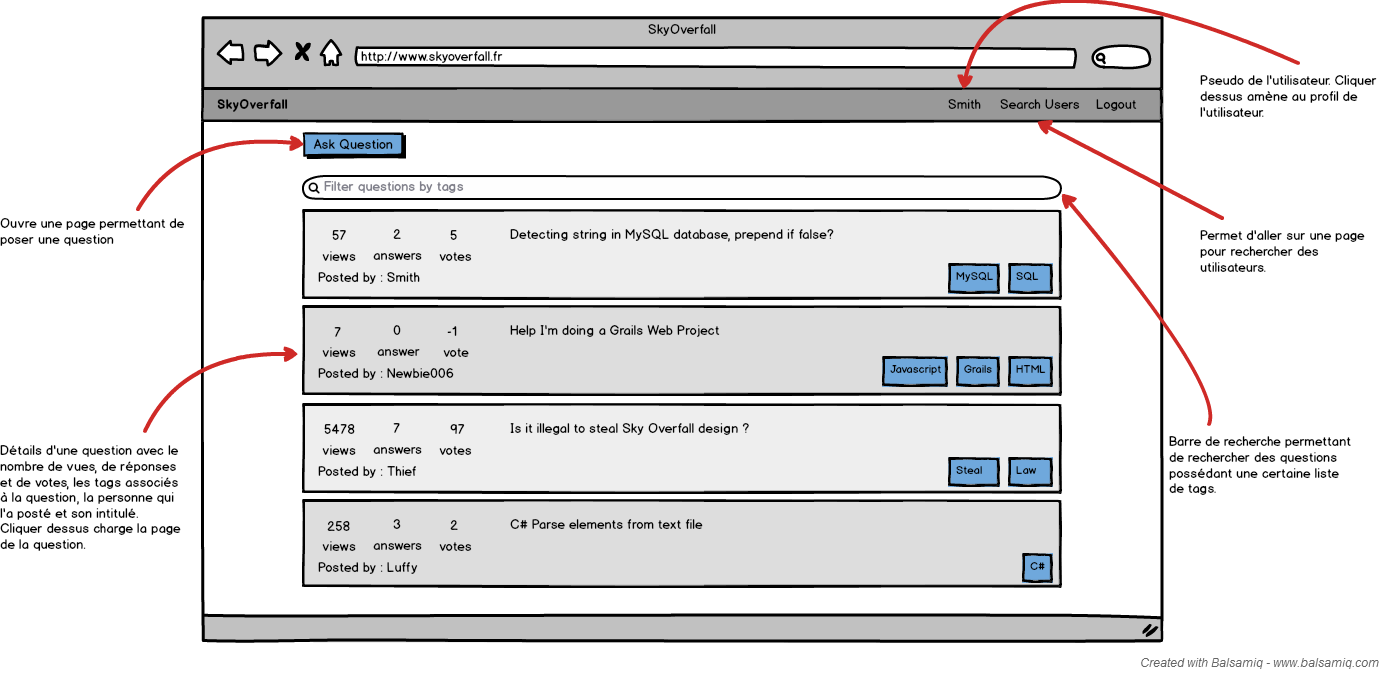 SkyOverfall
http://www.skyoverfall.fr
SkyOverfall
Smith
Search Users
Logout
Pseudo de l'utilisateur. Cliquer
dessus amène au profil de
l'utilisateur.
Ask Question
Filter questions by tags
Ouvre une page permettant de
poser une question
Permet d'aller sur une page
pour rechercher des
utilisateurs.
57 2 5 Detecting string in MySQL database, prepend if false?
views answers votes
Posted by : Smith
MySQL SQL
7 0 -1 Help I'm doing a Grails Web Project
views answer vote
Posted by : Newbie006
Javascript Grails HTML
5478 7 97 Is it illegal to steal Sky Overfall design ?
views answers votes
Posted by : Thief
Steal Law
Détails d'une question avec le
nombre de vues, de réponses
et de votes, les tags associés
à la question, la personne qui
l'a posté et son intitulé.
Cliquer dessus charge la page
de la question.
Barre de recherche permettant
de rechercher des questions
possédant une certaine liste
de tags.
258 3 2 C# Parse elements from text file
views answers votes
Posted by : Luffy
C#
Created with Balsamiq - www.balsamiq.com